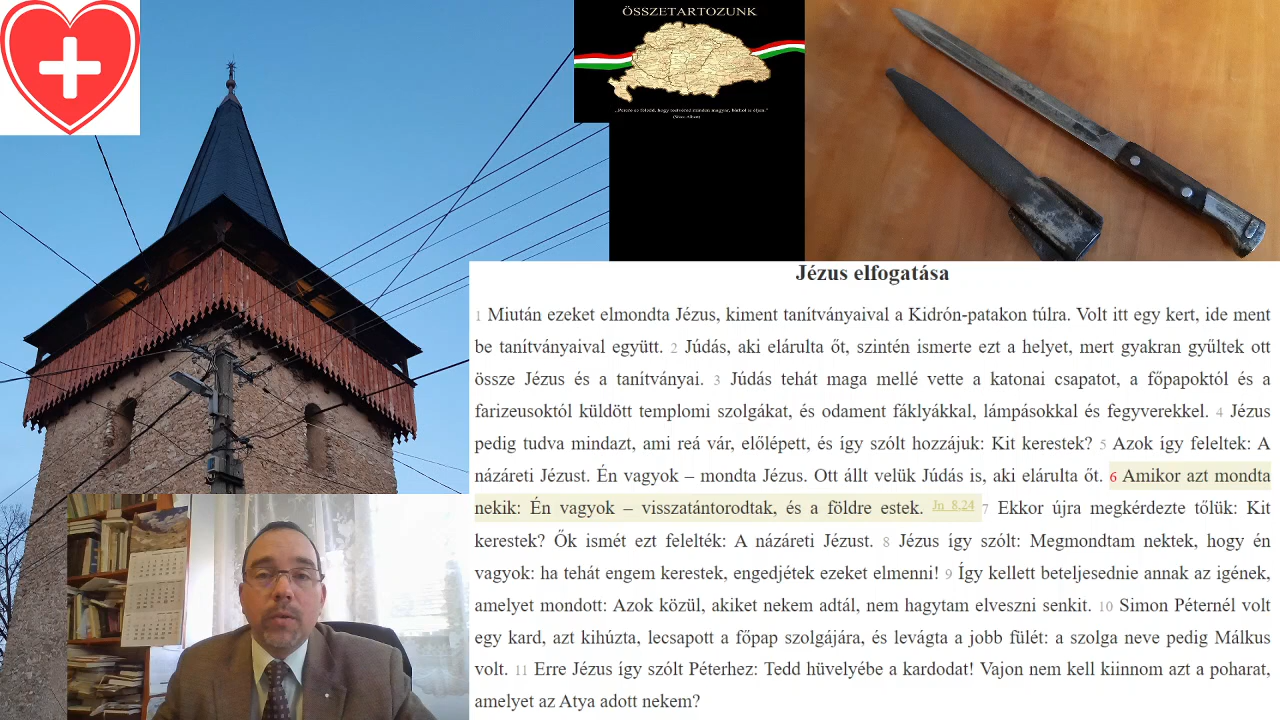 ÖSSZETARTOZUNK
„Persze ez felelőd, hogy testvéred minden magyar, bárhol is éljen.”
Jézus elfogatása
1 Miután ezeket elmondta Jézus, kiment tanítványaival a Kidrón-patakon túlra. Volt itt egy kert, ide ment
be tanítványaival együtt. 2 Júdás, aki elárulta őt, szintén ismerte ezt a helyet, mert gyakran gyűltek ott
össze Jézus és a tanítványai. 3 Júdás tehát maga mellé vette a katonai csapatot, a főpapoktól és a
farizeusoktól küldött templomi szolgákat, és odament fáklyákkal, lámpásokkal és fegyverekkel. 4 Jézus
pedig tudva mindazt, ami reá vár, előlépett, és így szólt hozzájuk: Kit kerestek? 5 Azok így feleltek: A
názáreti Jézust. Én vagyok – mondta Jézus. Ott állt velük Júdás is, aki elárulta őt. 6 Amikor azt mondta
nekik: Én vagyok – visszatántorodtak, és a földre estek. Jn 8,24 7 Ekkor újra megkérdezte tőlük: Kit
kerestek? Ők ismét ezt felelték: A názáreti Jézust. 8 Jézus így szólt: Megmondtam nektek, hogy én
vagyok: ha tehát engem kerestek, engedjétek ezeket elmenni! 9 Így kellett beteljesednie annak az igének,
amelyet mondott: Azok közül, akiket nekem adtál, nem hagytam elveszni senkit. 10 Simon Péternél volt
egy kard, azt kihúzta, lecsapott a főpap szolgájára, és levágta a jobb fülét: a szolga neve pedig Málkus
volt. 11 Erre Jézus így szólt Péterhez: Tedd hüvelyébe a kardodat! Vajon nem kell kiinnom azt a poharat,
amelyet az Atya adott nekem?